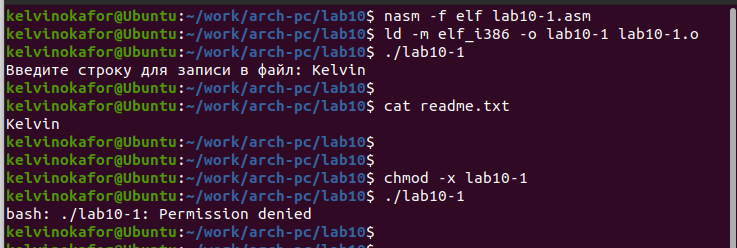 kelvinokafor@Ubuntu:~/work/arch-pc/lab10$ nasm -f elf lab10-1.asm
kelvinokafor@Ubuntu:~/work/arch-pc/lab10$ ld -m elf_i386 -o lab10-1 lab10-1.o
kelvinokafor@Ubuntu:~/work/arch-pc/lab10$ ./lab10-1
Введите строку для записи в файл: Kelvin
kelvinokafor@Ubuntu:~/work/arch-pc/lab10$
kelvinokafor@Ubuntu:~/work/arch-pc/lab10$ cat readme.txt
Kelvin
kelvinokafor@Ubuntu:~/work/arch-pc/lab10$
kelvinokafor@Ubuntu:~/work/arch-pc/lab10$
kelvinokafor@Ubuntu:~/work/arch-pc/lab10$ chmod -x lab10-1
kelvinokafor@Ubuntu:~/work/arch-pc/lab10$ ./lab10-1
bash: ./lab10-1: Permission denied
kelvinokafor@Ubuntu:~/work/arch-pc/lab10$
kelvinokafor@Ubuntu:~/work/arch-pc/lab10$